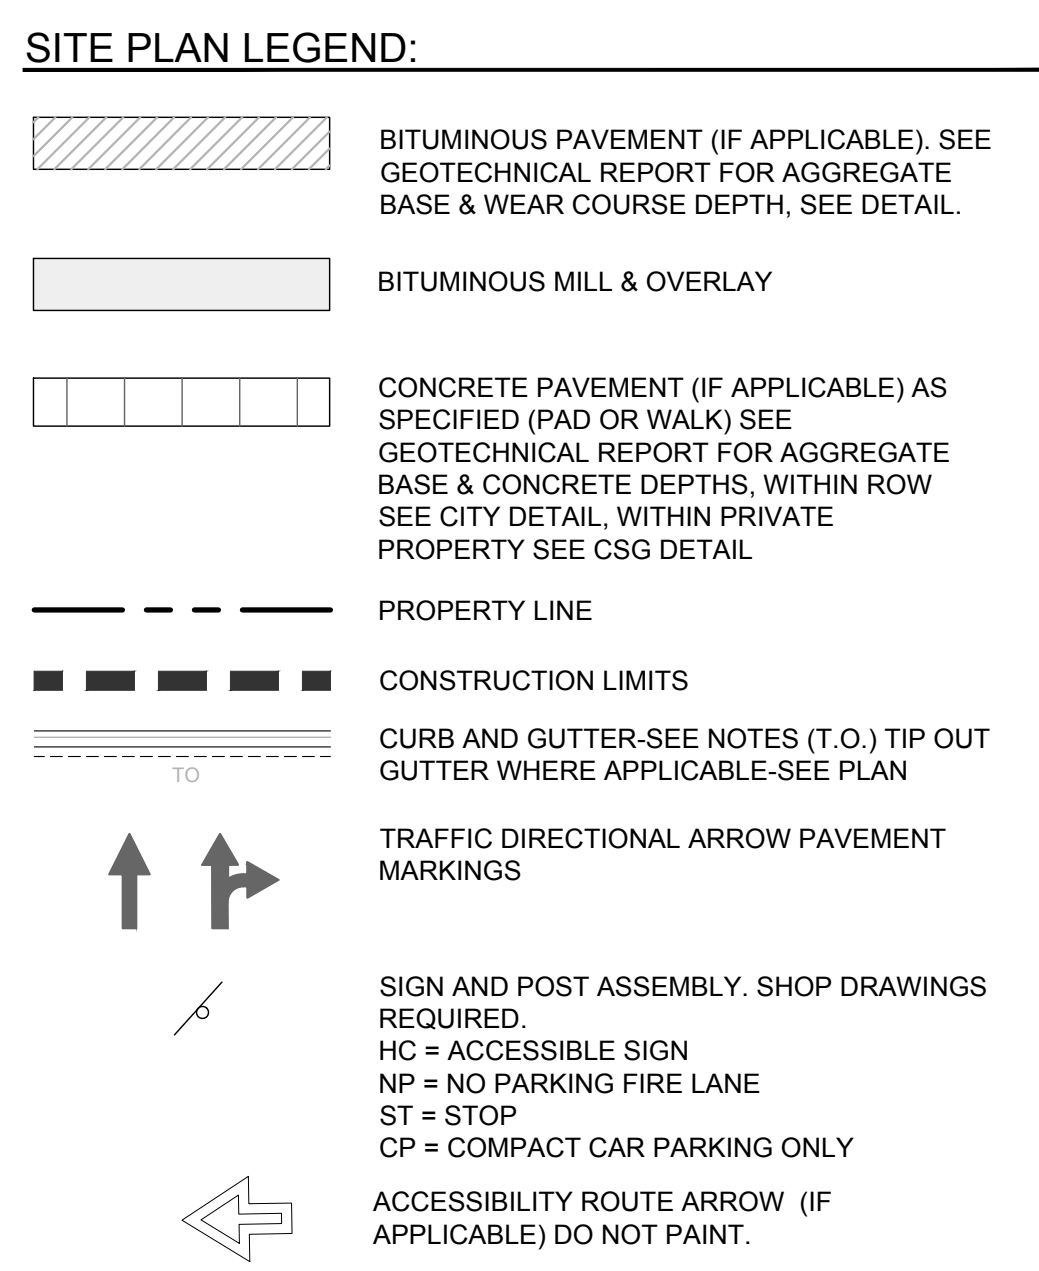 SITE PLAN LEGEND:
BITUMINOUS PAVEMENT (IF APPLICABLE). SEE
GEOTECHNICAL REPORT FOR AGGREGATE
BASE & WEAR COURSE DEPTH, SEE DETAIL.
BITUMINOUS MILL & OVERLAY
CONCRETE PAVEMENT (IF APPLICABLE) AS
SPECIFIED (PAD OR WALK) SEE
GEOTECHNICAL REPORT FOR AGGREGATE
BASE & CONCRETE DEPTHS, WITHIN ROW
SEE CITY DETAIL, WITHIN PRIVATE
PROPERTY SEE CSG DETAIL
PROPERTY LINE
CONSTRUCTION LIMITS
CURB AND GUTTER-SEE NOTES (T.O.) TIP OUT
GUTTER WHERE APPLICABLE-SEE PLAN
TO
TRAFFIC DIRECTIONAL ARROW PAVEMENT
MARKINGS
SIGN AND POST ASSEMBLY. SHOP DRAWINGS
REQUIRED.
HC = ACCESSIBLE SIGN
NP = NO PARKING FIRE LANE
ST = STOP
CP = COMPACT CAR PARKING ONLY
ACCESSIBILITY ROUTE ARROW (IF
APPLICABLE) DO NOT PAINT.